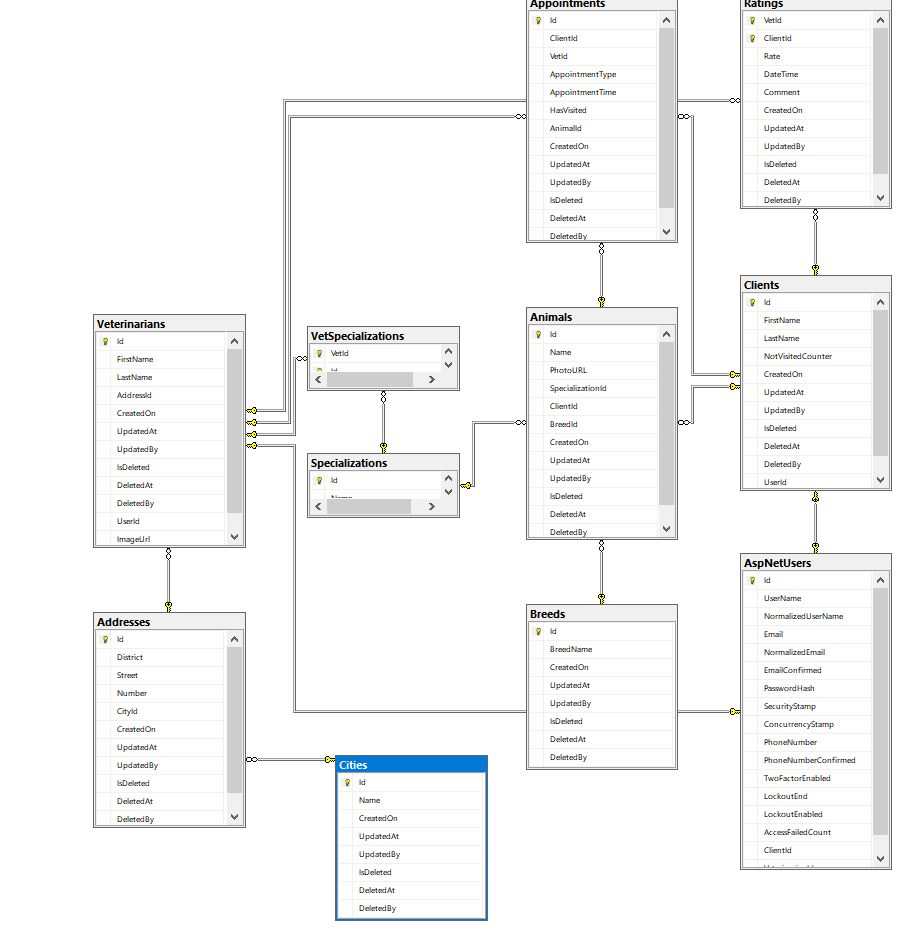 Appointments
Id
ClientId
VetId
AppointmentType
AppointmentTime
HasVisited
AnimalId
CreatedOn
UpdatedAt
UpdatedBy
IsDeleted
DeletedAt
DeletedBy
Ratings
VetId
ClientId
Rate
DateTime
Comment
CreatedOn
UpdatedAt
UpdatedBy
IsDeleted
DeletedAt
DeletedBy
Veterinarians
Id
FirstName
LastName
AddressId
CreatedOn
UpdatedAt
UpdatedBy
IsDeleted
DeletedAt
DeletedBy
UserId
ImageUrl
VetSpecializations
VetId
Id
Specializations
Id
Name
Animals
Id
Name
PhotoURL
SpecializationId
ClientId
BreedId
CreatedOn
UpdatedAt
UpdatedBy
IsDeleted
DeletedAt
DeletedBy
Clients
Id
FirstName
LastName
NotVisitedCounter
CreatedOn
UpdatedAt
UpdatedBy
IsDeleted
DeletedAt
DeletedBy
UserId
Addresses
Id
District
Street
Number
CityId
CreatedOn
UpdatedAt
UpdatedBy
IsDeleted
DeletedAt
DeletedBy
Breeds
Id
BreedName
CreatedOn
UpdatedAt
UpdatedBy
IsDeleted
DeletedAt
DeletedBy
AspNetUsers
Id
UserName
NormalizedUserName
Email
NormalizedEmail
EmailConfirmed
PasswordHash
SecurityStamp
ConcurrencyStamp
PhoneNumber
PhoneNumberConfirmed
TwoFactorEnabled
LockoutEnd
LockoutEnabled
AccessFailedCount
ClientId
Cities
Id
Name
CreatedOn
UpdatedAt
UpdatedBy
IsDeleted
DeletedAt
DeletedBy